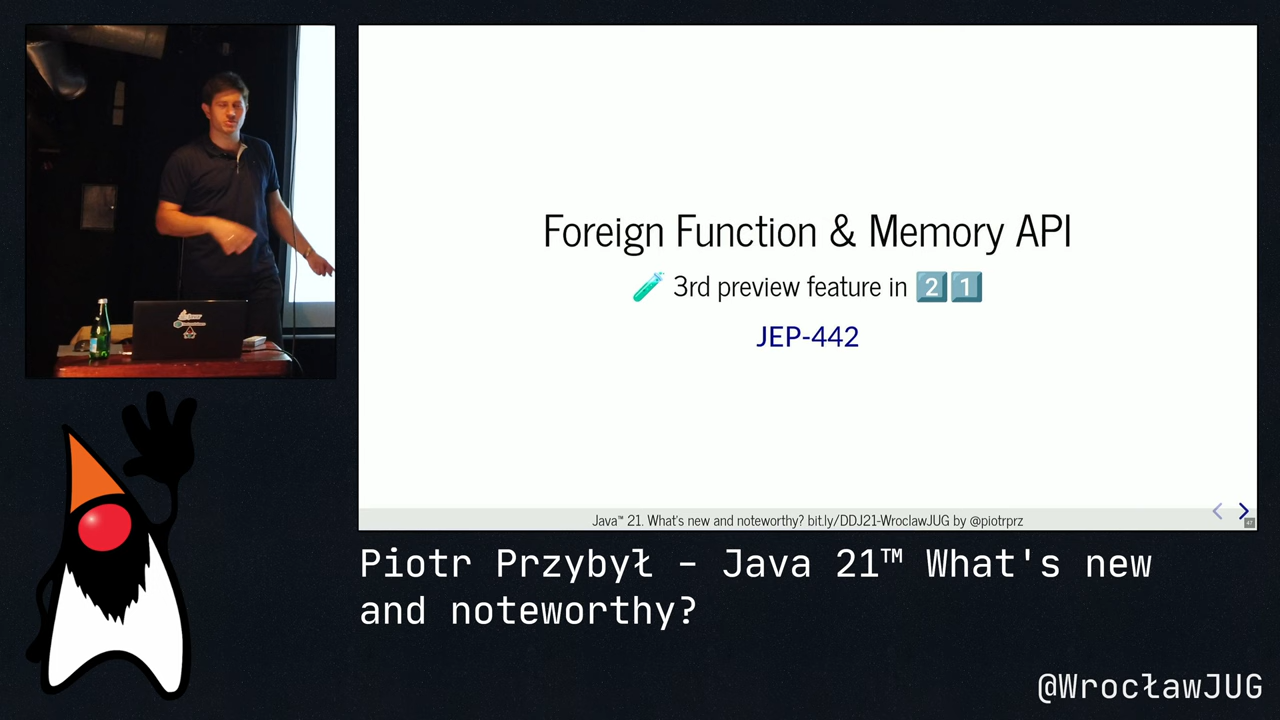 Foreign Function & Memory API
🧪 3rd preview feature in 2️⃣1️⃣
JEP-442
Java™ 21. What's new and noteworthy? bit.ly/DDJ21-WroclawJUG by @piotrprz
47
Piotr Przybył – Java 21™ What's new
and noteworthy?
@WrocławJUG